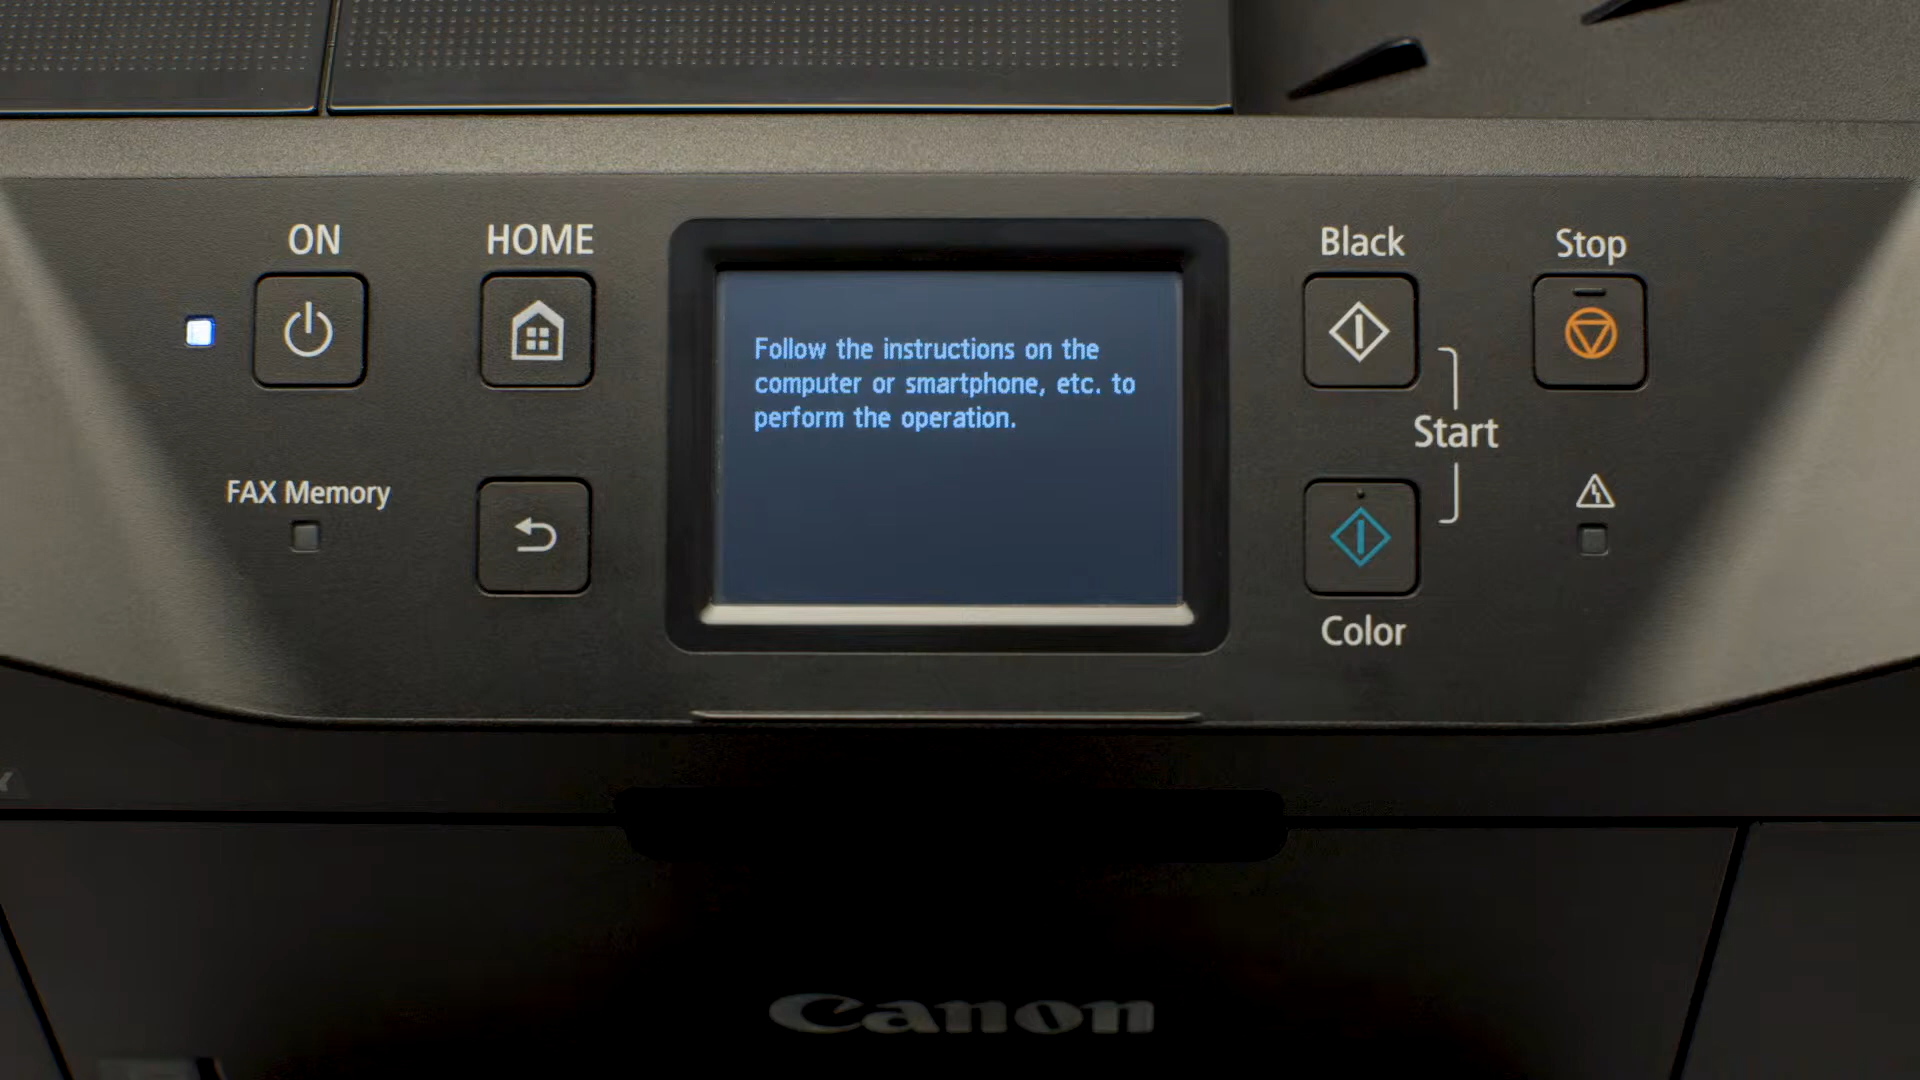 ON
HOME
Black
Stop
Follow the instructions on the
computer or smartphone, etc. to
perform the operation.
Start
FAX Memory
Color
Canon